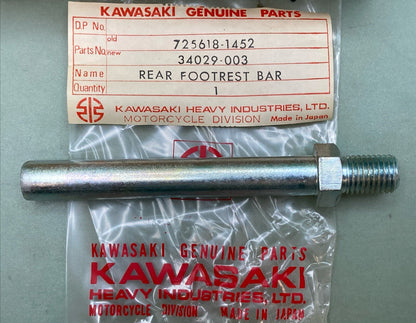 KAWASAKI GENUINE PARTS
D.P No.
old
725618-1452
Parts No. new
34029-003
Name
REAR FOOTREST BAR
Quantity
1
KAWASAKI HEAVY INDUSTRIES, LTD.
MOTORCYCLE DIVISION Made in Japan
KAWASAKI GENUINE PARTS
KAWASAKI
HEAVY INDUSTRIES, LTD.
MOTORCYCLE DIVISION MADE IN JAPAN